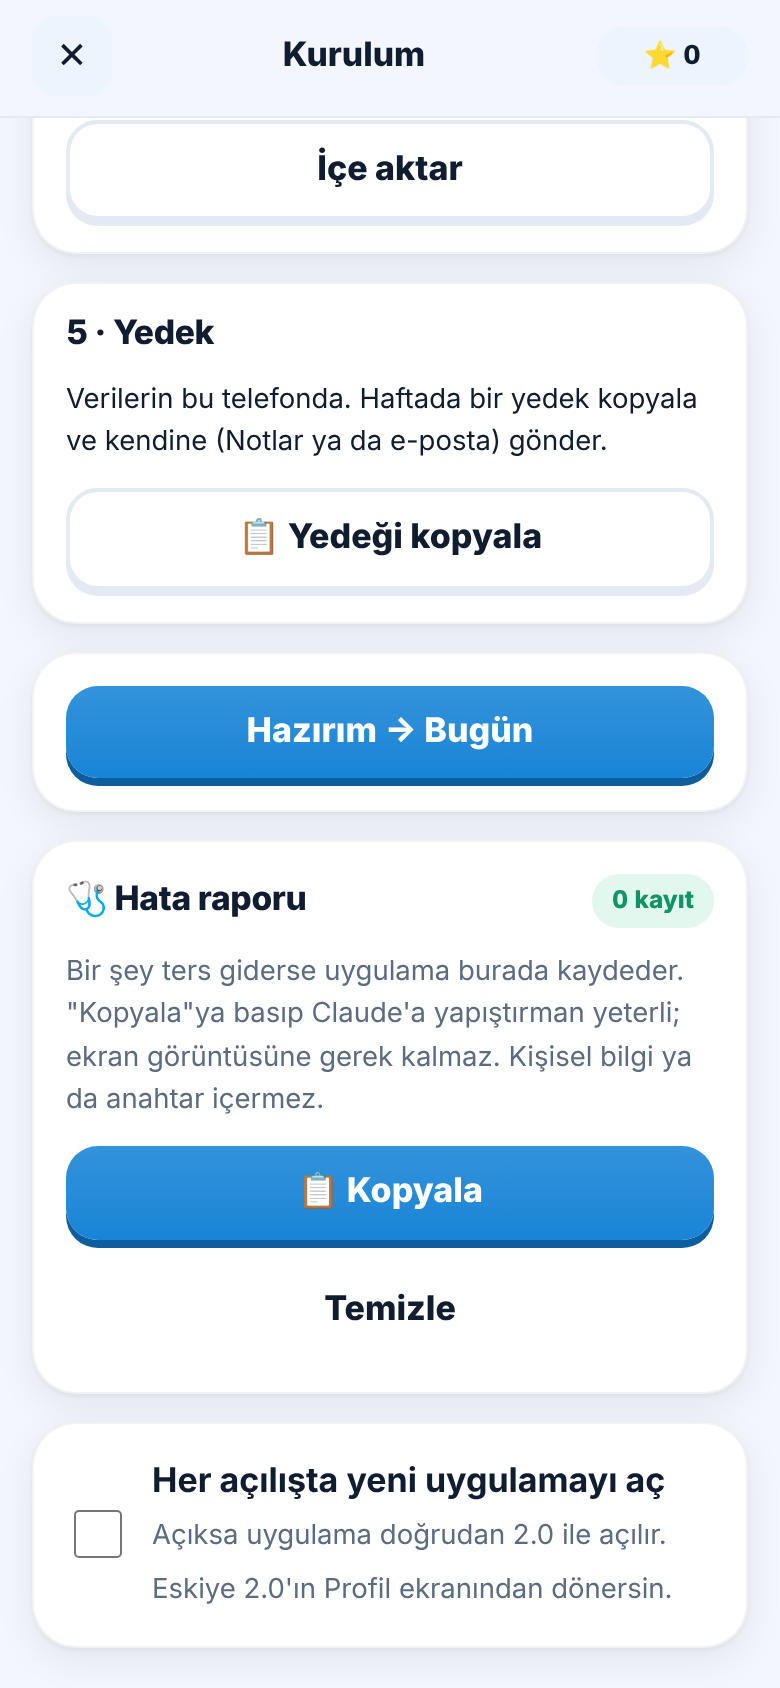 Kurulum
⭐ 0
İçe aktar
5 · Yedek
Verilerin bu telefonda. Haftada bir yedek kopyala
ve kendine (Notlar ya da e-posta) gönder.
📋 Yedeği kopyala
Hazırım → Bugün
🩺 Hata raporu
0 kayıt
Bir şey ters giderse uygulama burada kaydeder.
"Kopyala"ya basıp Claude'a yapıştırman yeterli;
ekran görüntüsüne gerek kalmaz. Kişisel bilgi ya
da anahtar içermez.
📋 Kopyala
Temizle
Her açılışta yeni uygulamayı aç
Açıksa uygulama doğrudan 2.0 ile açılır.
Eskiye 2.0'ın Profil ekranından dönersin.